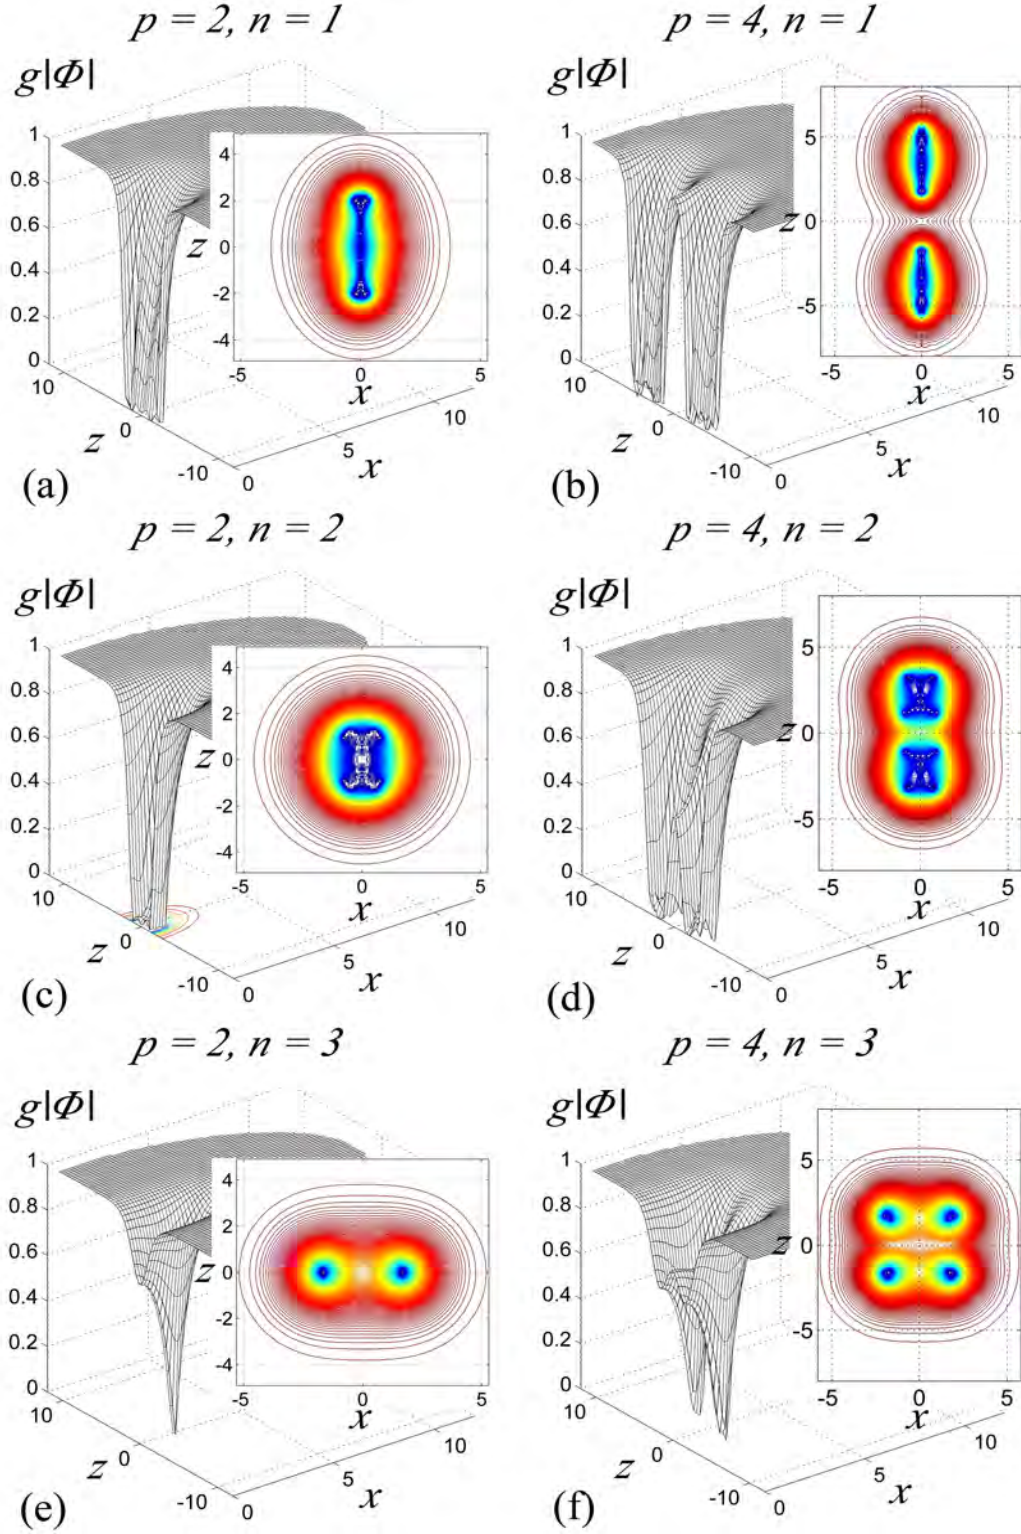 p = 2, n = 1
g|Φ|
1
0.8
0.6
0.4
0.2
0
10
0
-10
z
0
5
10
x
4
2
0
-2
-4
z
-5
0
5
x
(a)
p = 4, n = 1
g|Φ|
1
0.8
0.6
0.4
0.2
0
10
0
-10
z
0
5
10
x
5
0
-5
z
-5
0
5
x
(b)
p = 2, n = 2
g|Φ|
1
0.8
0.6
0.4
0.2
0
10
0
-10
z
0
5
10
x
4
2
0
-2
-4
z
-5
0
5
x
(c)
p = 4, n = 2
g|Φ|
1
0.8
0.6
0.4
0.2
0
10
0
-10
z
0
5
10
x
5
0
-5
z
-5
0
5
x
(d)
p = 2, n = 3
g|Φ|
1
0.8
0.6
0.4
0.2
0
10
0
-10
z
0
5
10
x
4
2
0
-2
-4
z
-5
0
5
x
(e)
p = 4, n = 3
g|Φ|
1
0.8
0.6
0.4
0.2
0
10
0
-10
z
0
5
10
x
5
0
-5
z
-5
0
5
x
(f)